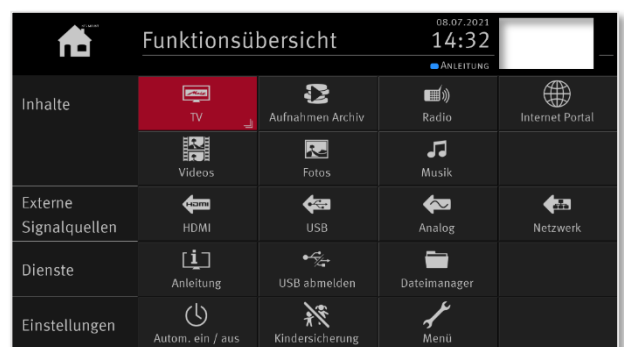 08.07.2021
Funktionsübersicht 14:32
ANLEITUNG
Inhalte
TV Aufnahmen Archiv Radio Internet Portal
Videos Fotos Musik
Externe Signalquellen
HDMI
HDMI USB Analog Netzwerk
Dienste
Anleitung USB abmelden Dateimanager
Einstellungen
Autom. ein / aus Kindersicherung Menü